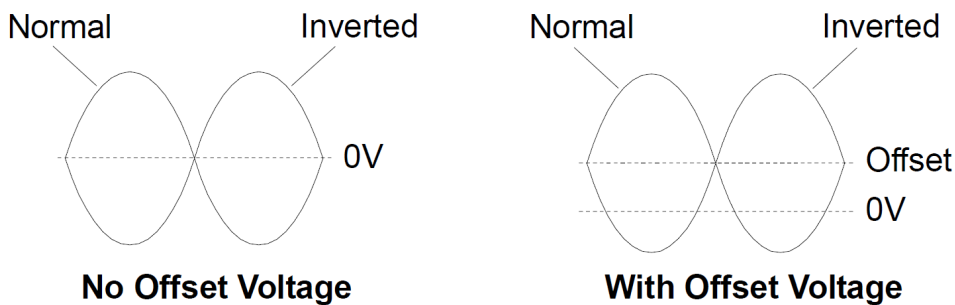 Normal
Inverted
0V
No Offset Voltage
Normal
Inverted
Offset
0V
With Offset Voltage